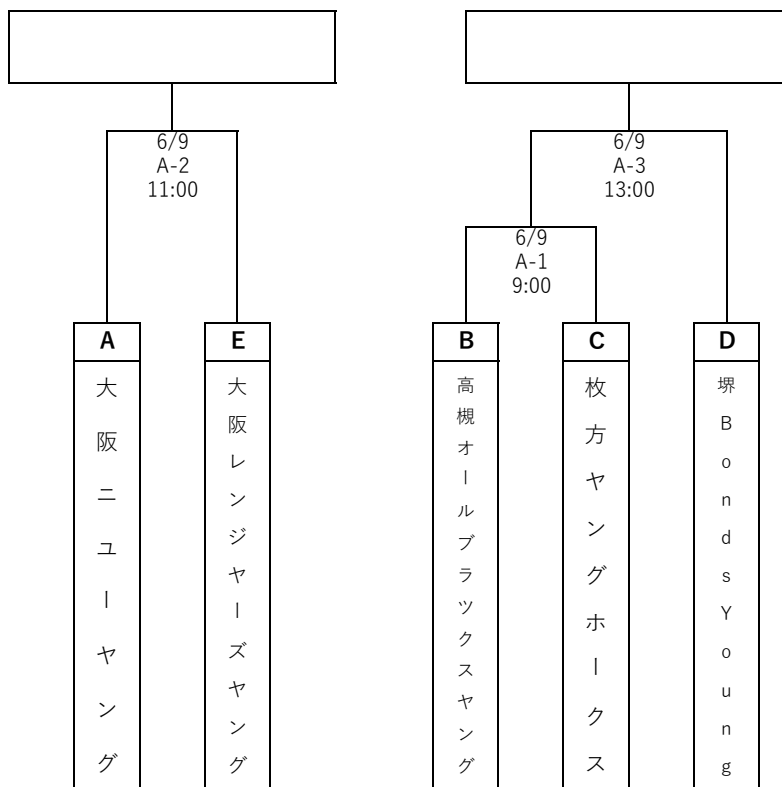 6/9
A-2
11:00
6/9
A-3
13:00
6/9
A-1
9:00
A
E
B
C
D
大阪ニユーヤング
大阪レンジヤーズヤング
高槻オールブラツクスヤング
枚方ヤングホークス
堺BondsYoung